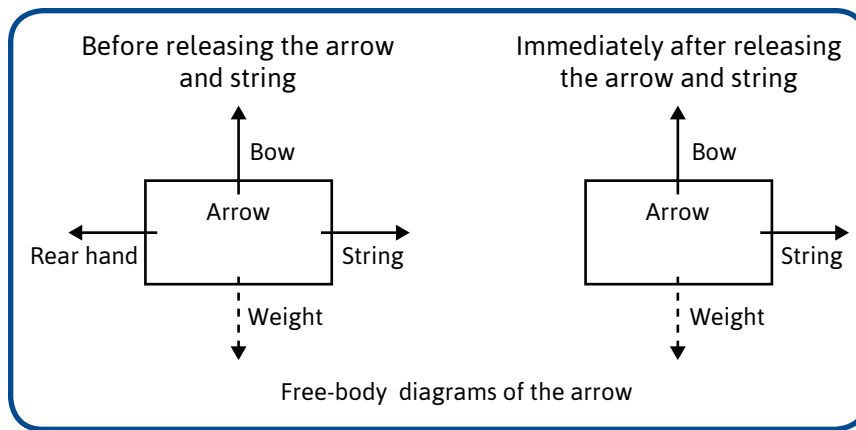 Before releasing the arrow
and string
Bow
Arrow
Rear hand
String
Weight
Immediately after releasing
the arrow and string
Bow
Arrow
String
Weight
Free-body diagrams of the arrow